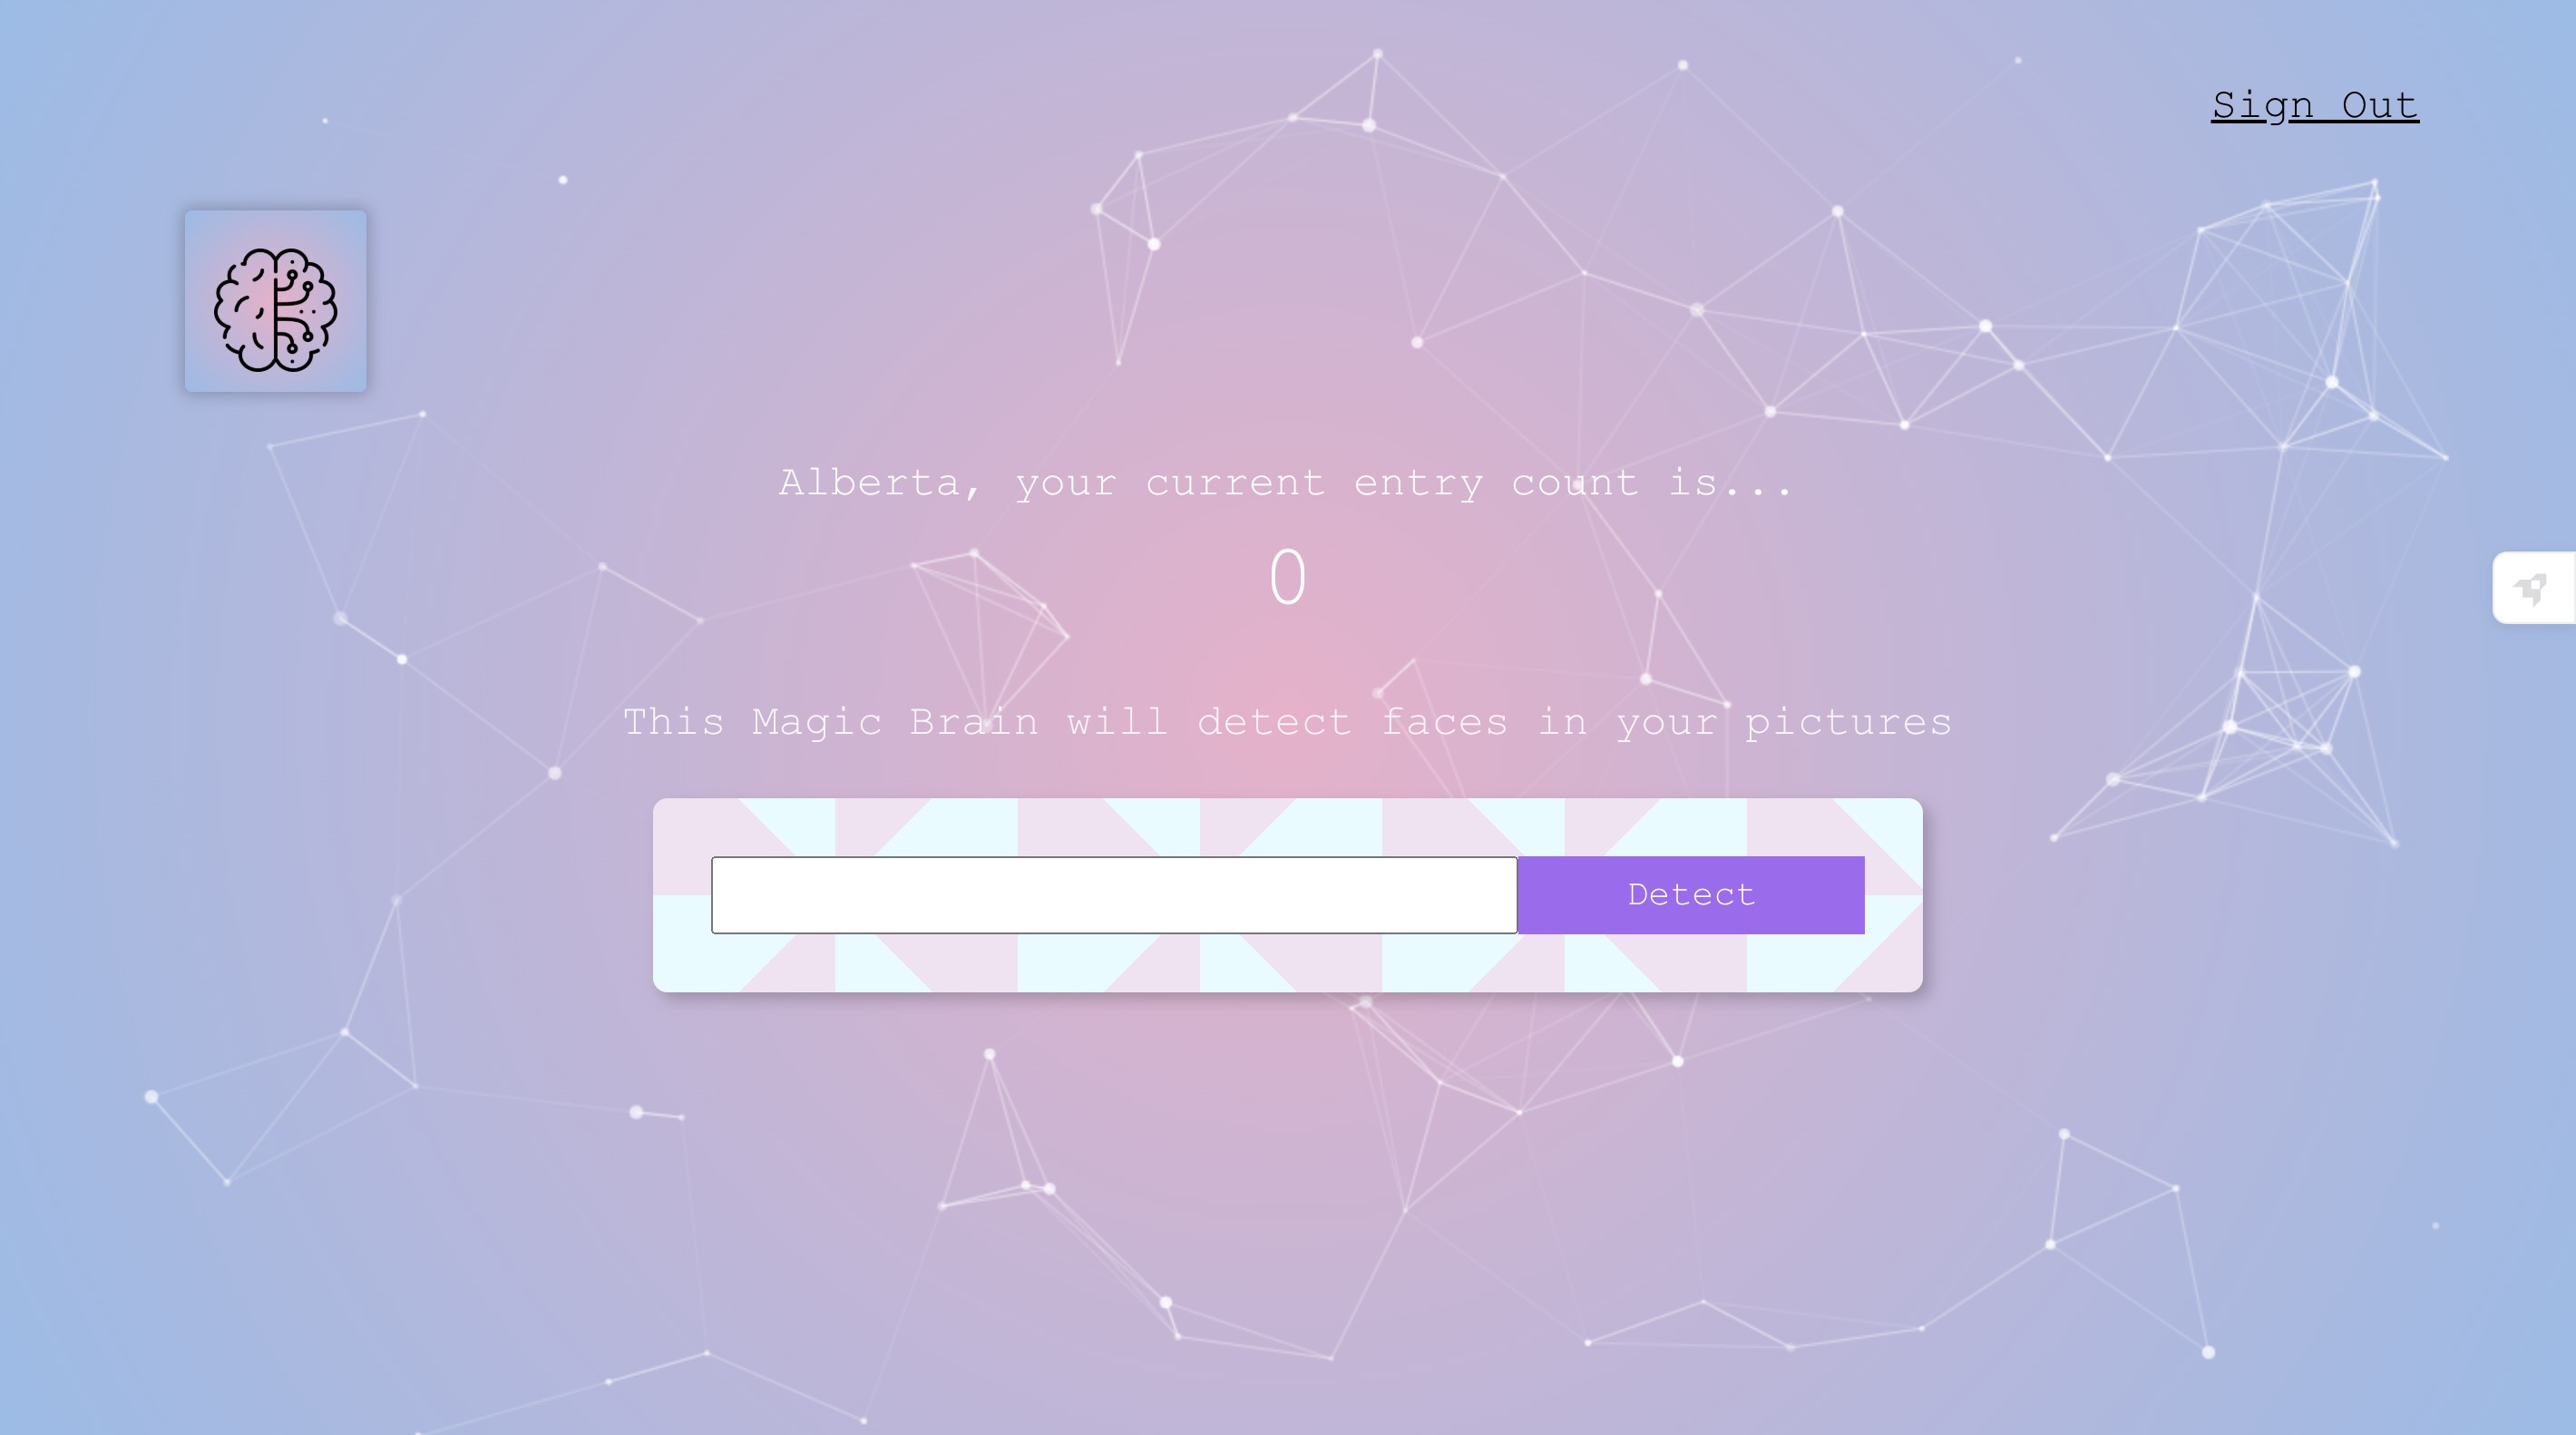 Sign Out
Alberta, your current entry count is...
0
This Magic Brain will detect faces in your pictures
Detect